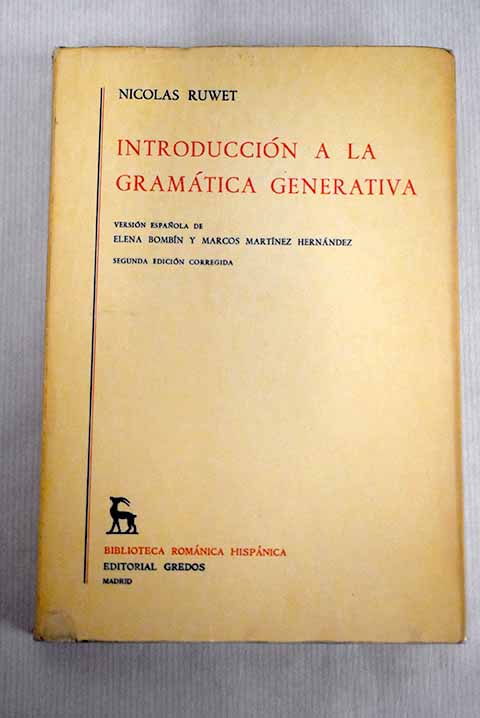 NICOLAS RUWET
INTRODUCCIÓN A LA
GRAMÁTICA GENERATIVA
VERSIÓN ESPAÑOLA DE
ELENA BOMBÍN Y MARCOS MARTÍNEZ HERNÁNDEZ
SEGUNDA EDICIÓN CORREGIDA
BIBLIOTECA ROMÁNICA HISPÁNICA
EDITORIAL GREDOS
MADRID